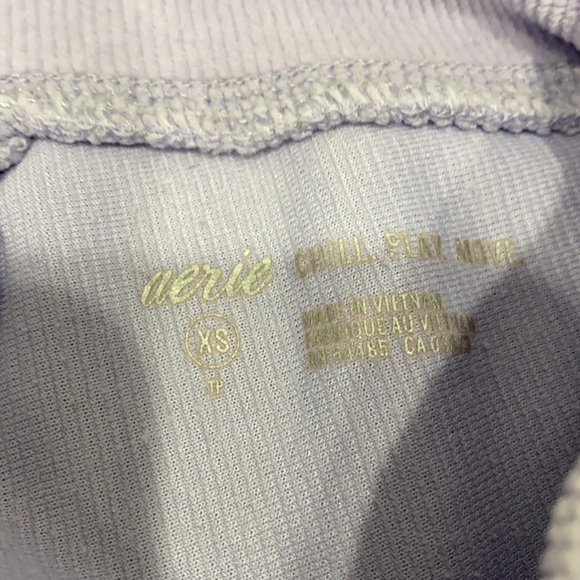 aerie CHILL. PLAY. MOVE.
XS
TP
MADE IN VIETNAM
FABRIQUE AU VIETNAM